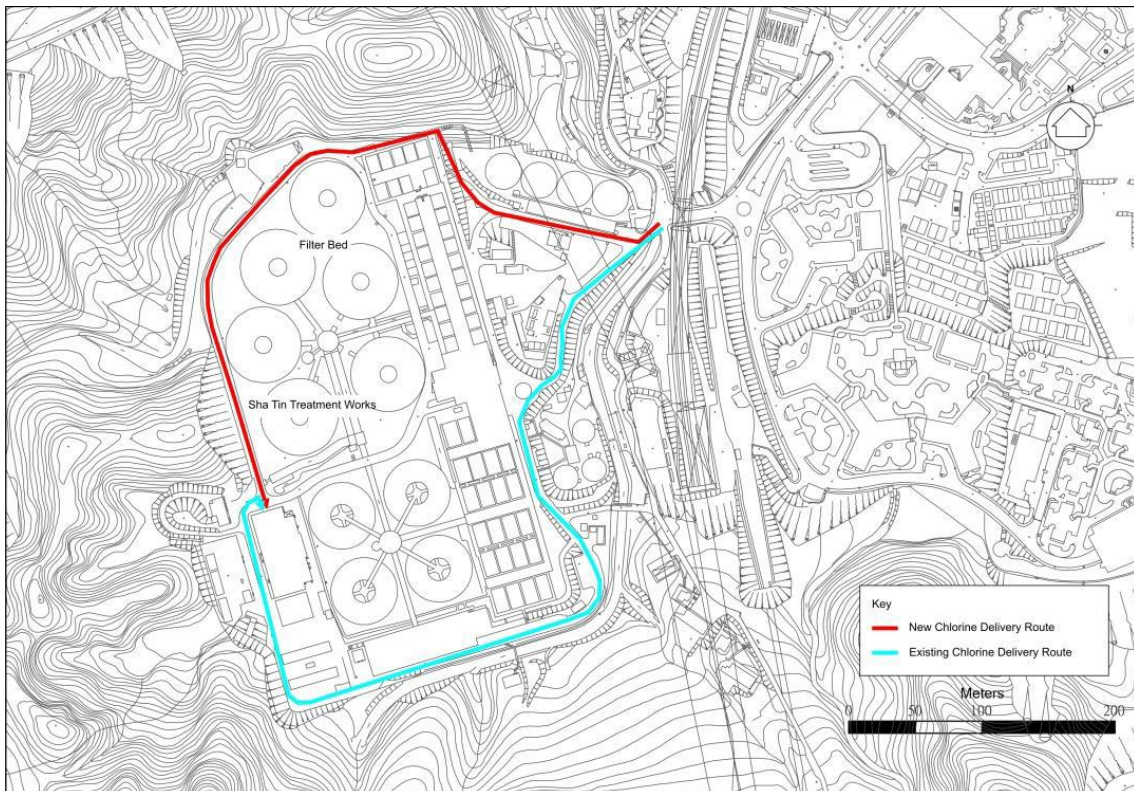 N
Filter Bed
Sha Tin Treatment Works
Key
New Chlorine Delivery Route
Existing Chlorine Delivery Route
Meters
0 50 100 200